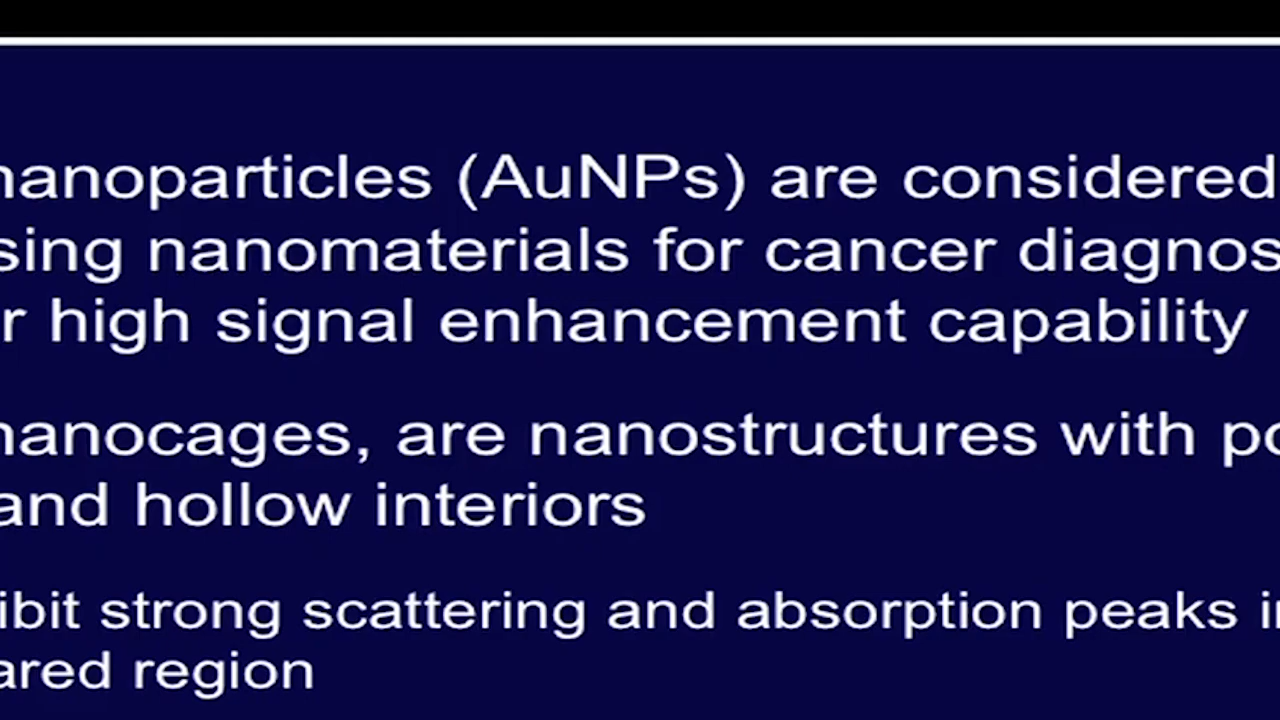 nanoparticles (AuNPs) are considered
sing nanomaterials for cancer diagnos
r high signal enhancement capability
nanocages, are nanostructures with po
and hollow interiors
ibit strong scattering and absorption peaks in
ared region